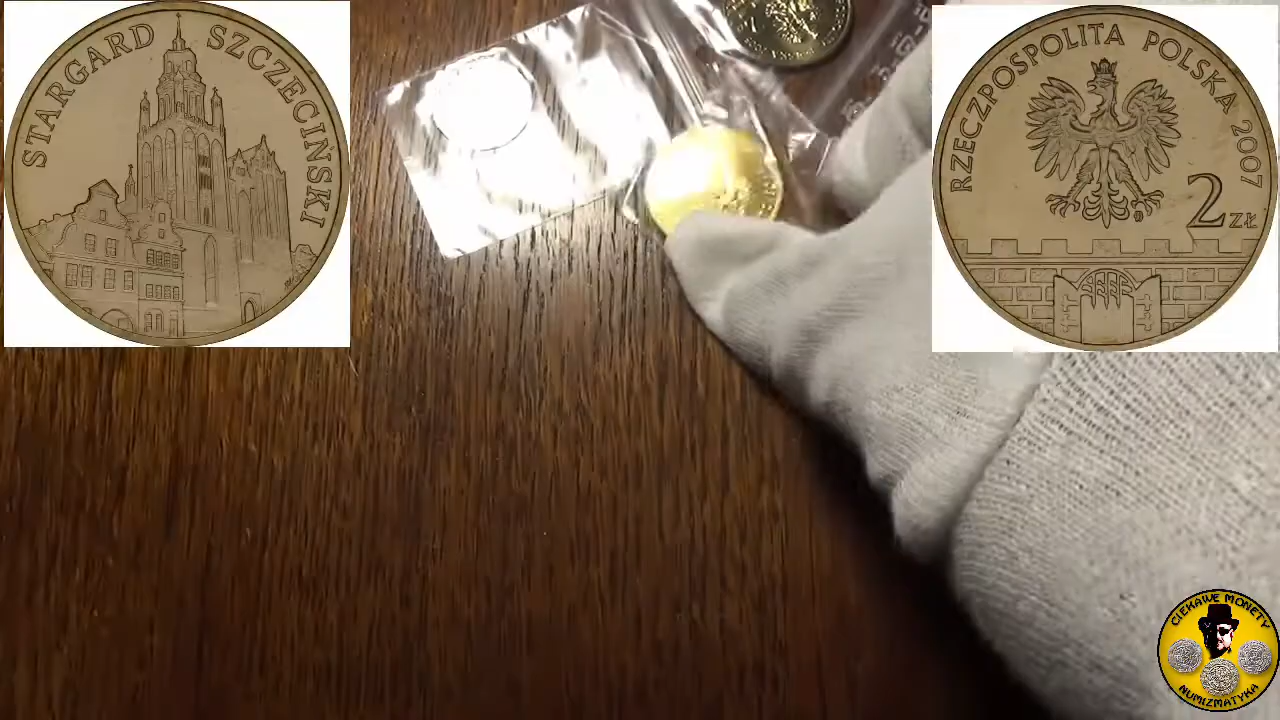 STARGARD SZCZECIŃSKI
RZECZPOSPOLITA POLSKA 2007
2 ZŁ
CIEKAWE MONETY
NUMIZMATYKA